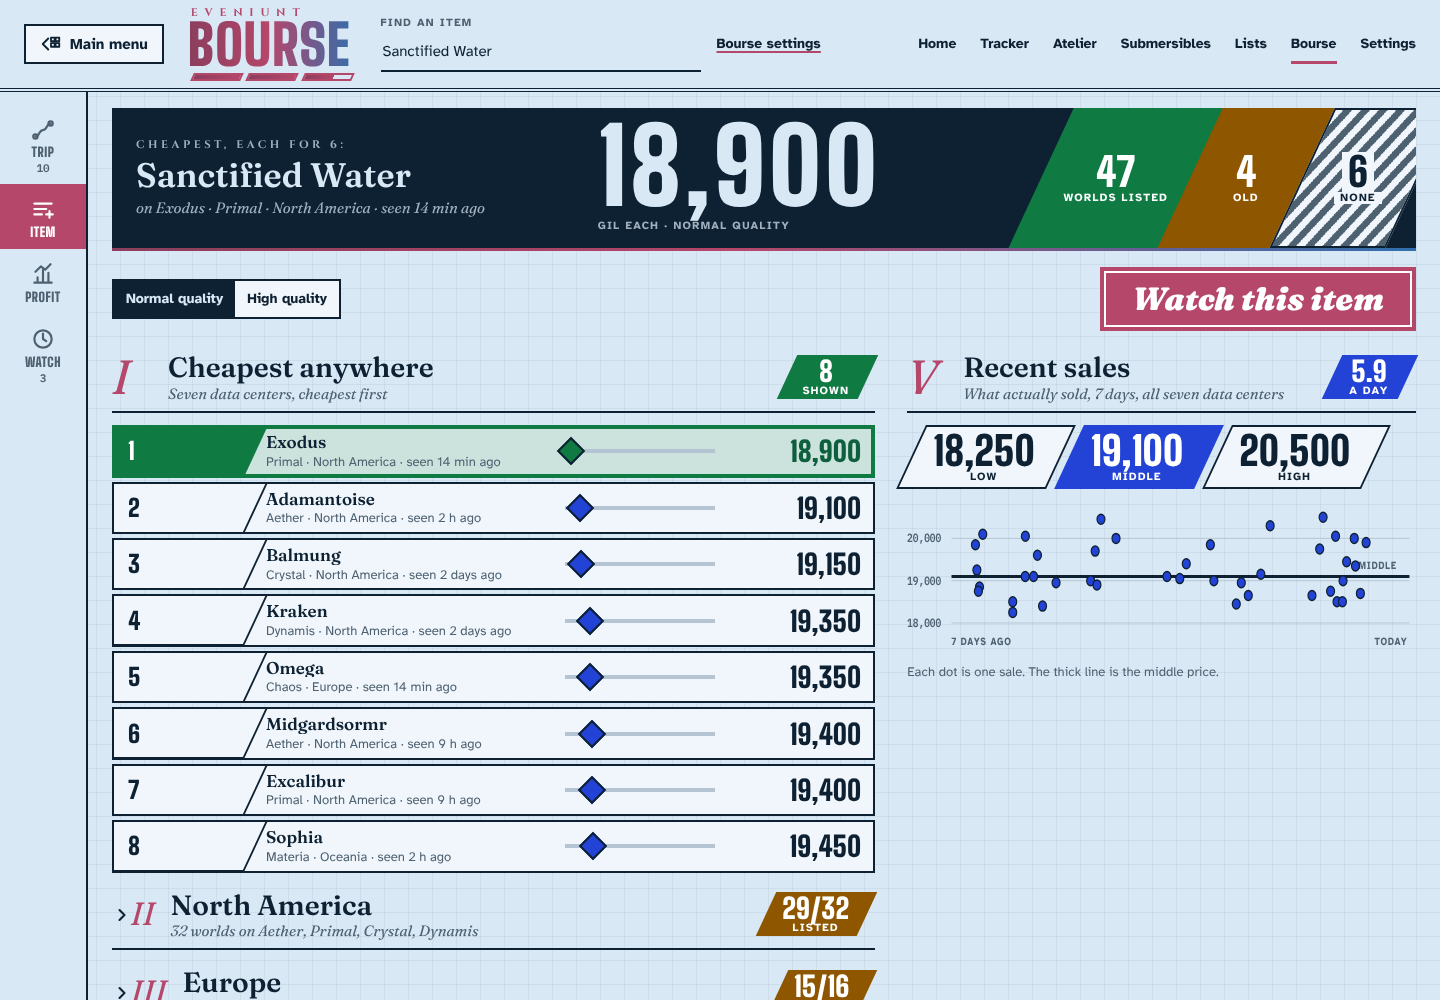 Main menu
EVENIUNT
BOURSE
FIND AN ITEM
Sanctified Water
Bourse settings
Home
Tracker
Atelier
Submersibles
Lists
Bourse
Settings
TRIP
10
ITEM
PROFIT
WATCH
3
CHEAPEST, EACH FOR 6:
Sanctified Water
on Exodus · Primal · North America · seen 14 min ago
18,900
GIL EACH · NORMAL QUALITY
47
WORLDS LISTED
4
OLD
6
NONE
Normal quality
High quality
Watch this item
I
Cheapest anywhere
Seven data centers, cheapest first
8
SHOWN
1
Exodus
Primal · North America · seen 14 min ago
18,900
2
Adamantoise
Aether · North America · seen 2 h ago
19,100
3
Balmung
Crystal · North America · seen 2 days ago
19,150
4
Kraken
Dynamis · North America · seen 2 days ago
19,350
5
Omega
Chaos · Europe · seen 14 min ago
19,350
6
Midgardsormr
Aether · North America · seen 9 h ago
19,400
7
Excalibur
Primal · North America · seen 9 h ago
19,400
8
Sophia
Materia · Oceania · seen 2 h ago
19,450
II
North America
32 worlds on Aether, Primal, Crystal, Dynamis
29/32
LISTED
III
Europe
15/16
V
Recent sales
What actually sold, 7 days, all seven data centers
5.9
A DAY
18,250
LOW
19,100
MIDDLE
20,500
HIGH
20,000
19,000
18,000
MIDDLE
7 DAYS AGO
TODAY
Each dot is one sale. The thick line is the middle price.